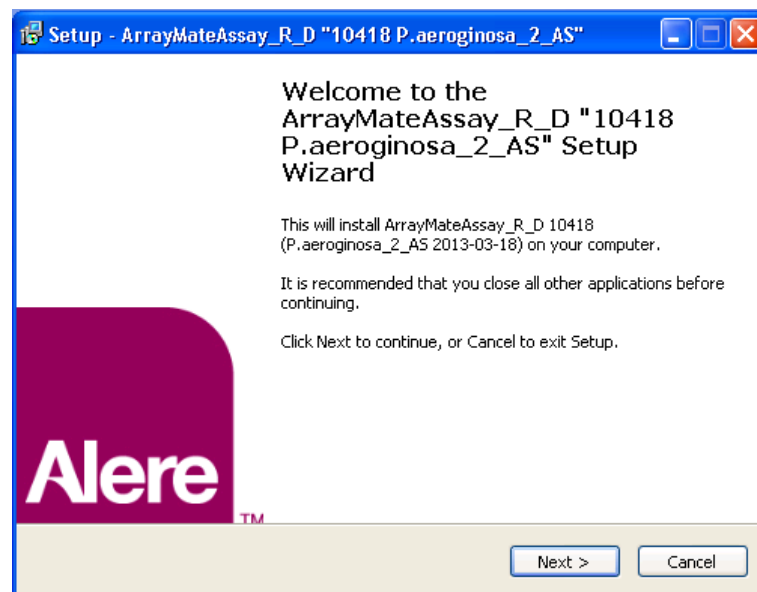 Setup - ArrayMateAssay_R_D "10418 P.aeroginosa_2_AS"
Welcome to the
ArrayMateAssay_R_D "10418
P.aeroginosa_2_AS" Setup
Wizard
This will install ArrayMateAssay_R_D 10418
(P.aeroginosa_2_AS 2013-03-18) on your computer.
It is recommended that you close all other applications before
continuing.
Click Next to continue, or Cancel to exit Setup.
Alere
TM
Next >
Cancel